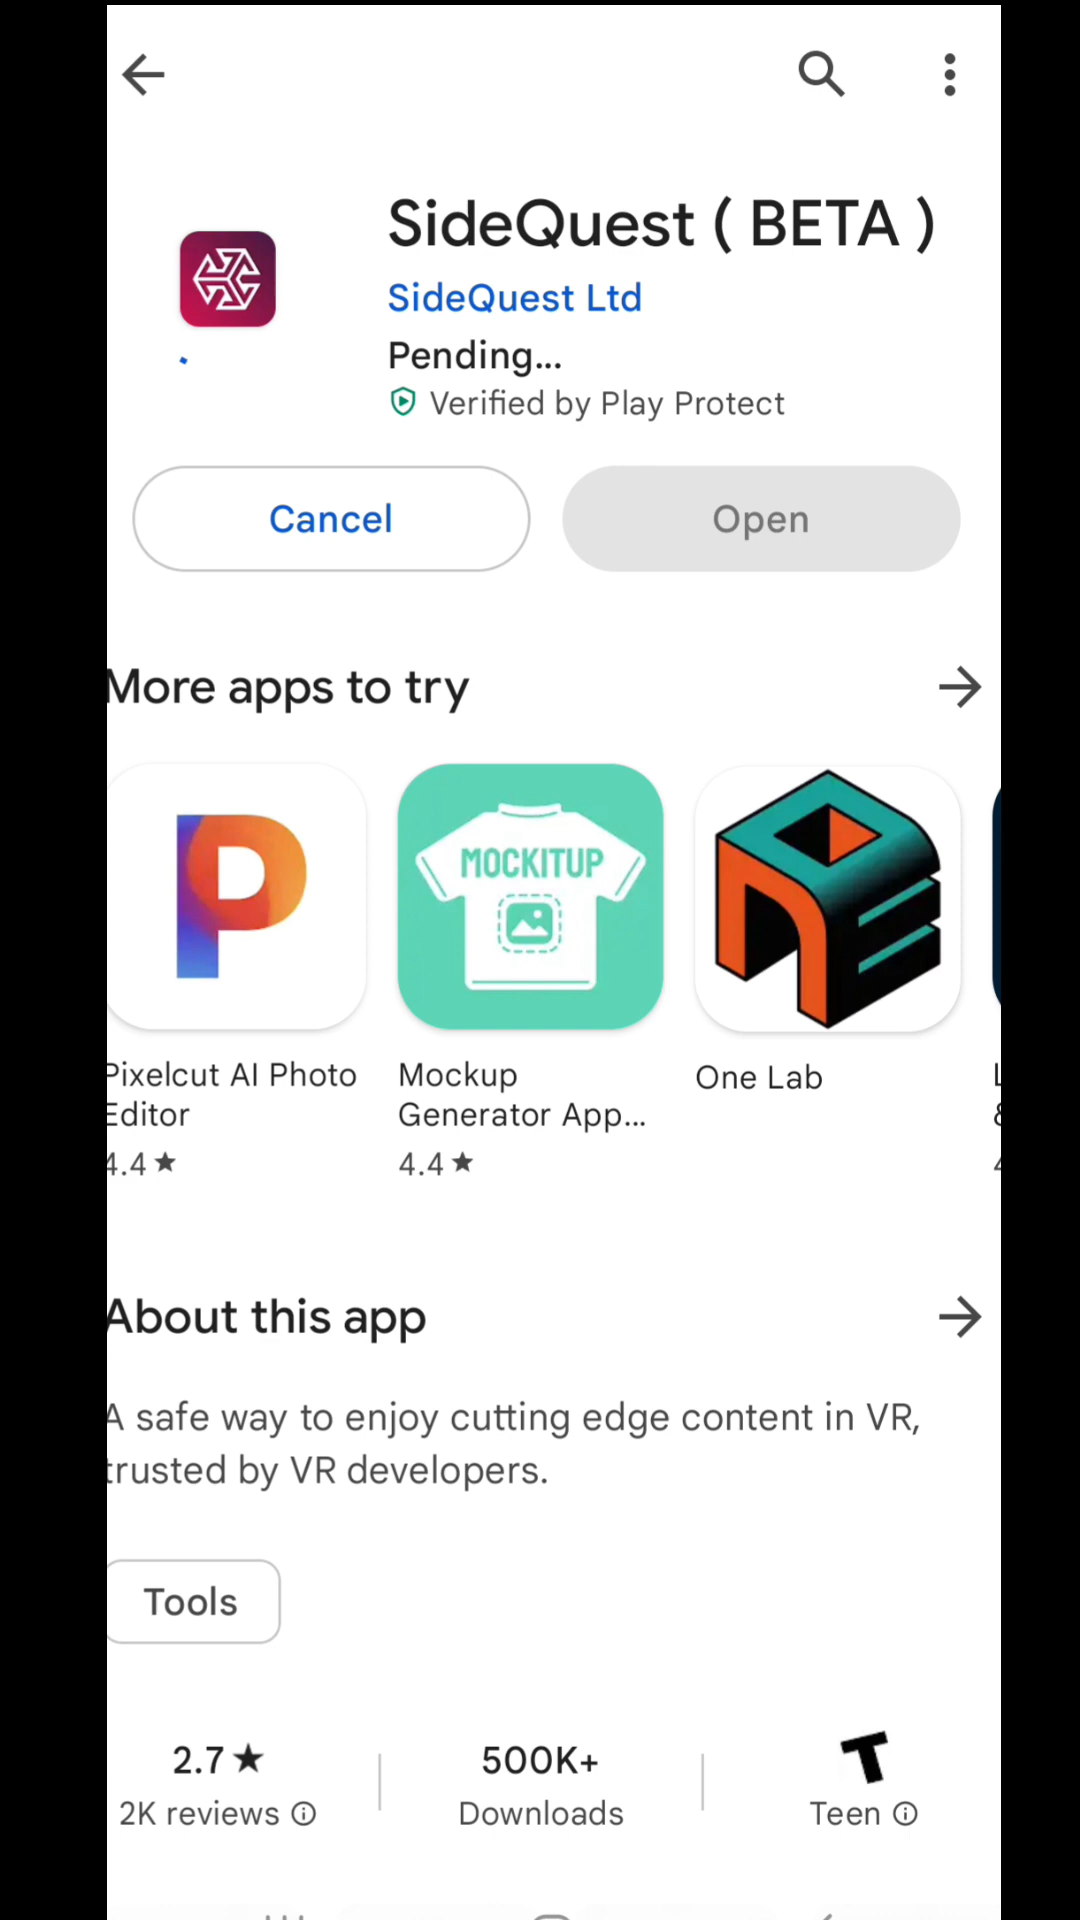 SideQuest ( BETA )
SideQuest Ltd
Pending...
Verified by Play Protect
Cancel
Open
More apps to try
MOCKITUP
Pixelcut AI Photo
Editor
4.4★
Mockup
Generator App...
4.4★
One Lab
About this app
A safe way to enjoy cutting edge content in VR,
trusted by VR developers.
Tools
2.7★
2K reviews
500K+
Downloads
T
Teen